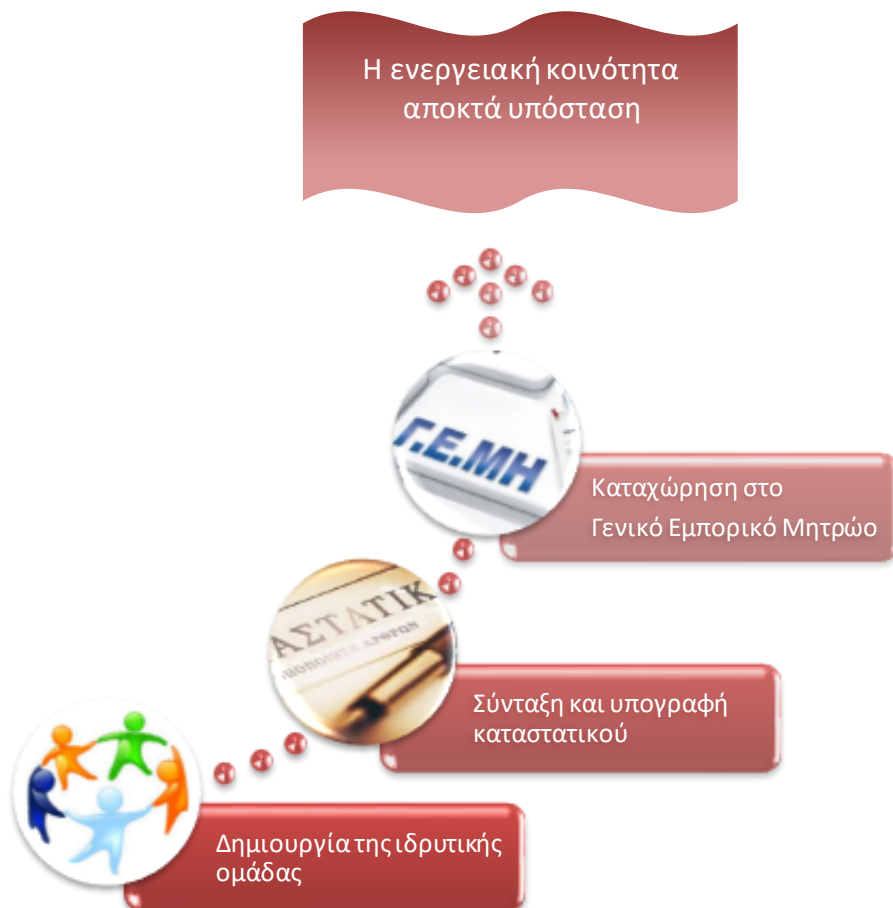 Η ενεργειακή κοινότητα
αποκτά υπόσταση
Γ.Ε.ΜΗ
Καταχώρηση στο
Γενικό Εμπορικό Μητρώο
ΑΣΤΑΤΙΚ
Σύνταξη και υπογραφή
καταστατικού
Δημιουργία της ιδρυτικής
ομάδας